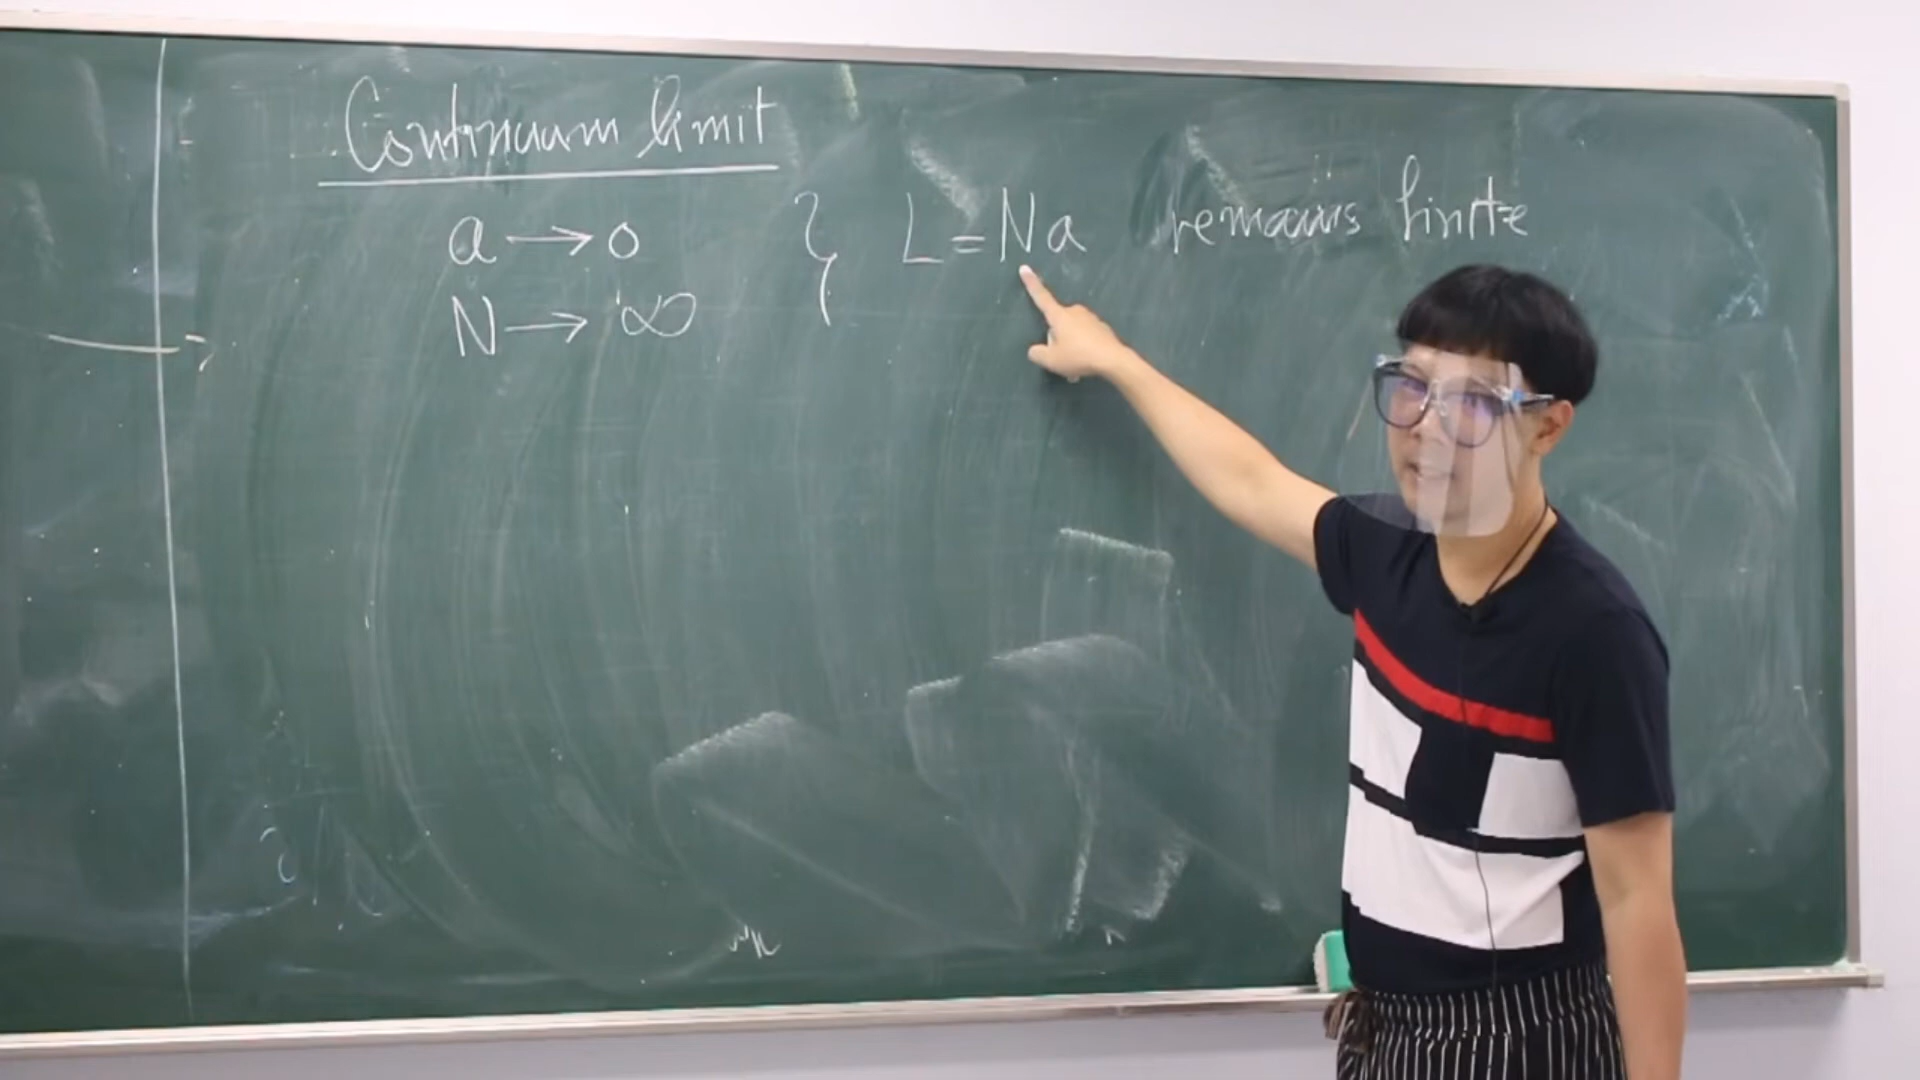 Continuum limit
a → 0 } L = Na remains finite
N → ∞